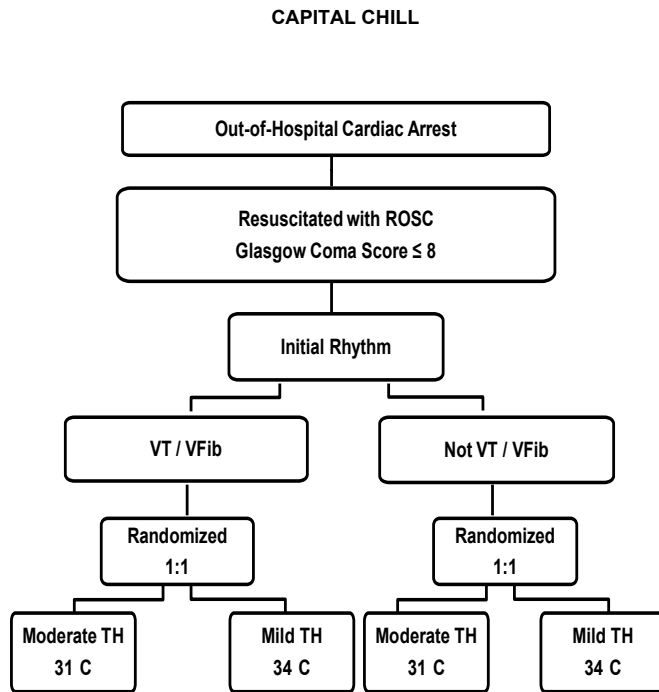 CAPITAL CHILL
Out-of-Hospital Cardiac Arrest
Resuscitated with ROSC
Glasgow Coma Score ≤ 8
Initial Rhythm
VT / VFib
Not VT / VFib
Randomized
1:1
Randomized
1:1
Moderate TH
31 C
Mild TH
34 C
Moderate TH
31 C
Mild TH
34 C